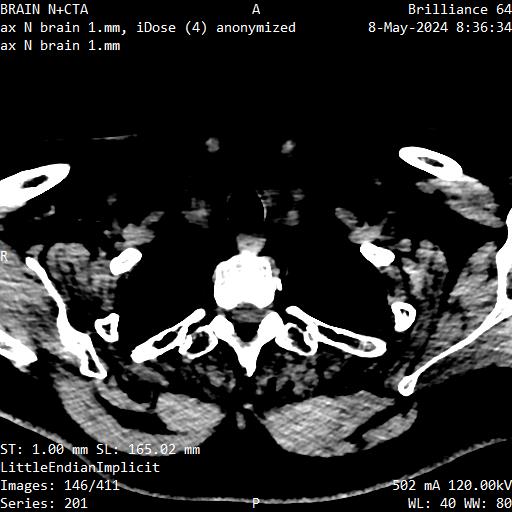 BRAIN N+CTA
A
Brilliance 64
ax N brain 1.mm, iDose (4) anonymized
8-May-2024 8:36:34
ax N brain 1.mm
R
ST: 1.00 mm SL: 165.02 mm
LittleEndianImplicit
Images: 146/411
502 mA 120.00kV
Series: 201
P
WL: 40 WW: 80